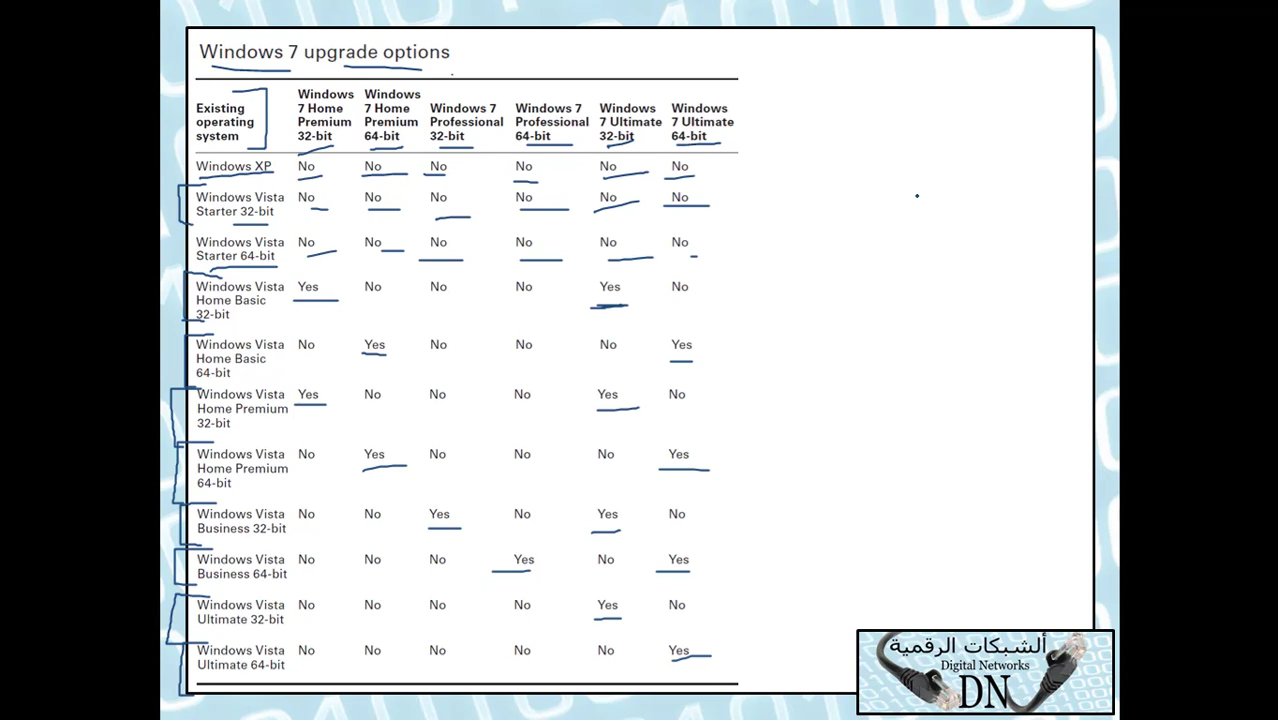 Windows 7 upgrade options
Existing operating system Windows 7 Home Premium 32-bit Windows 7 Home Premium 64-bit Windows 7 Professional 32-bit Windows 7 Professional 64-bit Windows 7 Ultimate 32-bit Windows 7 Ultimate 64-bit
Windows XP No No No No No No
Windows Vista Starter 32-bit No No No No No No
Windows Vista Starter 64-bit No No No No No No
Windows Vista Home Basic 32-bit Yes No No No Yes No
Windows Vista Home Basic 64-bit No Yes No No No Yes
Windows Vista Home Premium 32-bit Yes No No No Yes No
Windows Vista Home Premium 64-bit No Yes No No No Yes
Windows Vista Business 32-bit No No Yes No Yes No
Windows Vista Business 64-bit No No No Yes No Yes
Windows Vista Ultimate 32-bit No No No No Yes No
Windows Vista Ultimate 64-bit No No No No No Yes
ألشبكات الرقمية
Digital Networks
DN